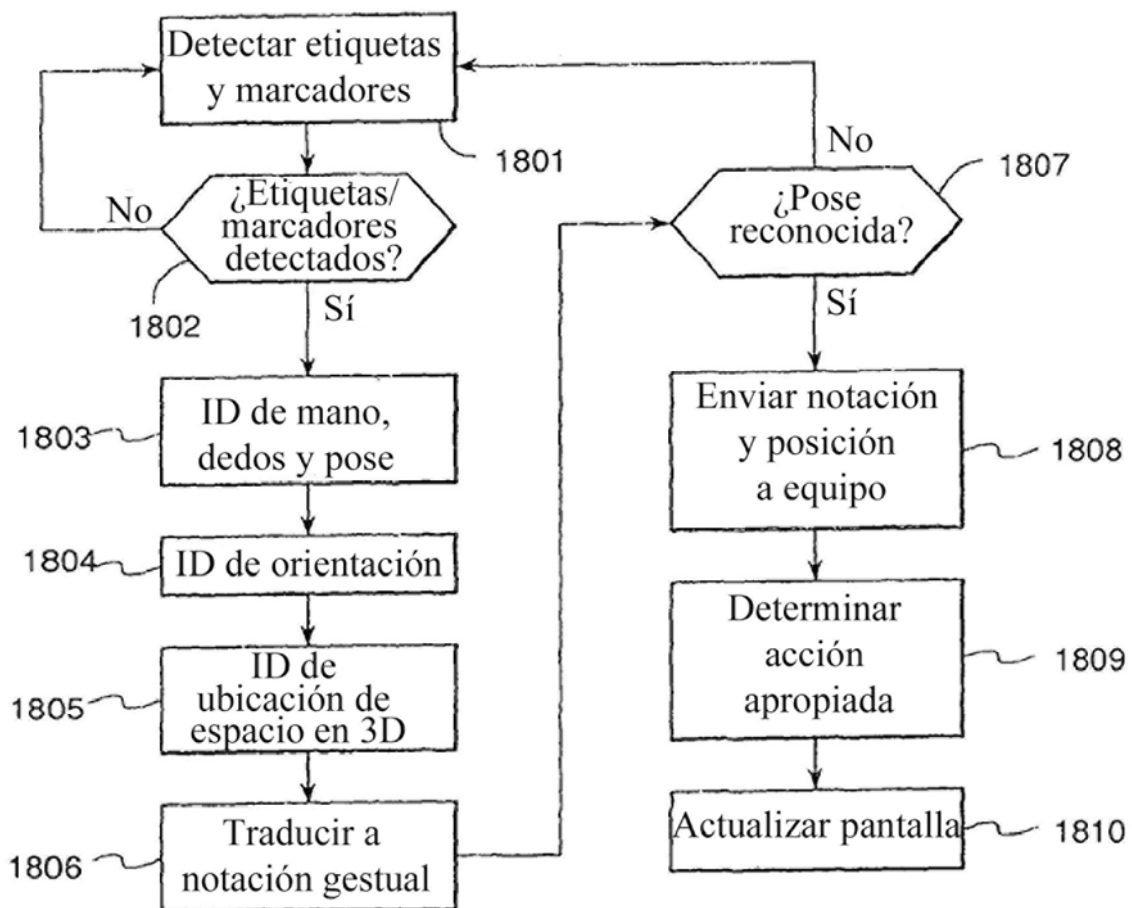 Detectar etiquetas
y marcadores
1801
¿Etiquetas/
marcadores
detectados?
No
1802
Sí
ID de mano,
dedos y pose
1803
ID de orientación
1804
ID de
ubicación de
espacio en 3D
1805
Traducir a
notación gestual
1806
No
¿Pose
reconocida?
1807
Sí
Enviar notación
y posición
a equipo
1808
Determinar
acción
apropiada
1809
Actualizar pantalla
1810